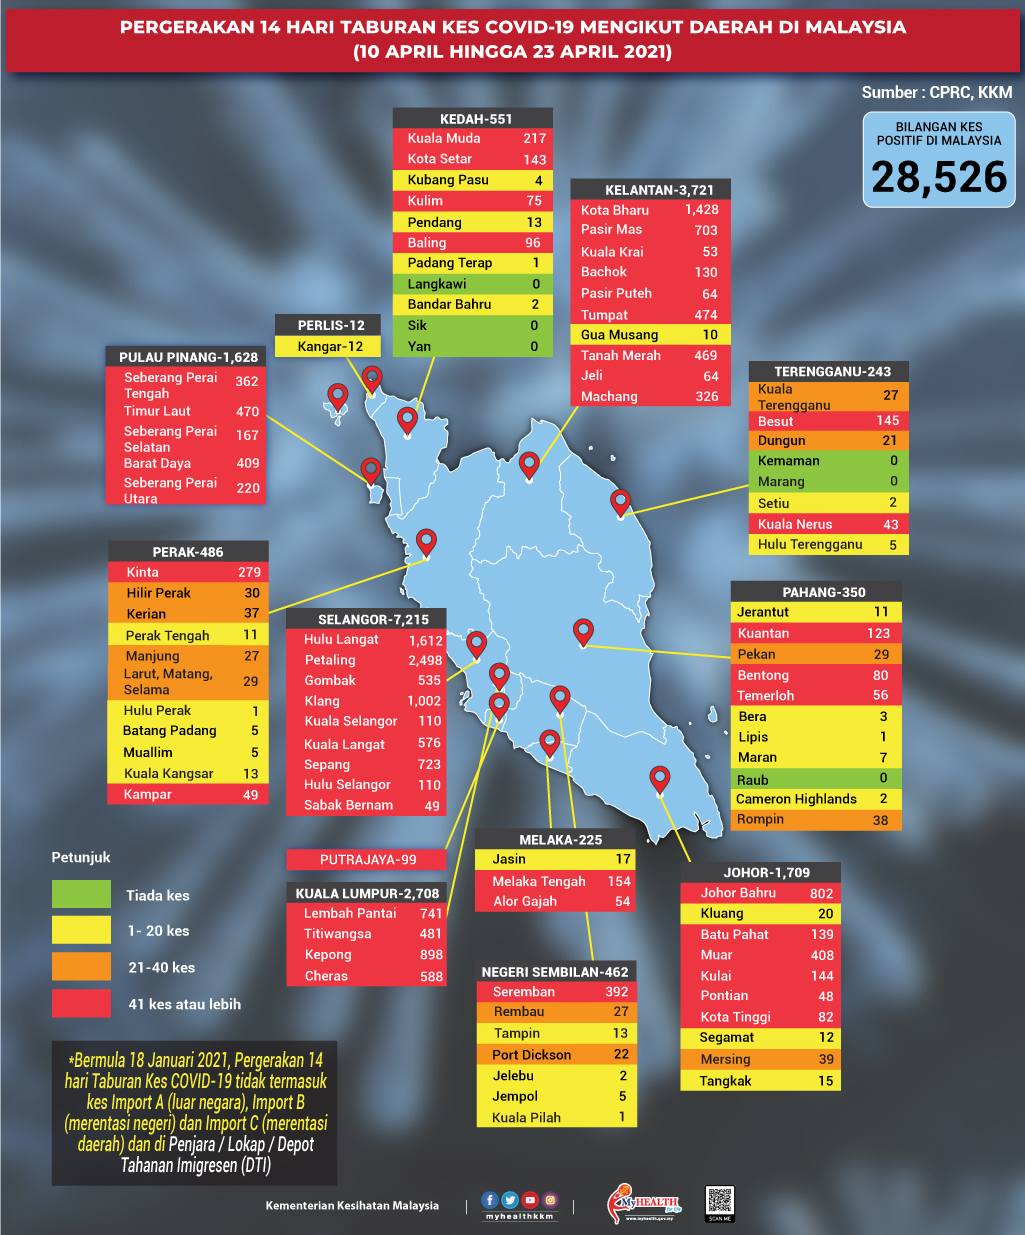 PERGERAKAN 14 HARI TABURAN KES COVID-19 MENGIKUT DAERAH DI MALAYSIA
(10 APRIL HINGGA 23 APRIL 2021)
Sumber : CPRC, KKM
BILANGAN KES
POSITIF DI MALAYSIA
28,526
KEDAH-551
Kuala Muda 217
Kota Setar 143
Kubang Pasu 4
Kulim 75
Pendang 13
Baling 96
Padang Terap 1
Langkawi 0
Bandar Bahru 2
Sik 0
Yan 0
KELANTAN-3,721
Kota Bharu 1,428
Pasir Mas 703
Kuala Krai 53
Bachok 130
Pasir Puteh 64
Tumpat 474
Gua Musang 10
Tanah Merah 469
Jeli 64
Machang 326
PERLIS-12
Kangar-12
PULAU PINANG-1,628
Seberang Perai 362
Tengah
Timur Laut 470
Seberang Perai 167
Selatan
Barat Daya 409
Seberang Perai 220
Utara
TERENGGANU-243
Kuala 27
Terengganu
Besut 145
Dungun 21
Kemaman 0
Marang 0
Setiu 2
Kuala Nerus 43
Hulu Terengganu 5
PERAK-486
Kinta 279
Hilir Perak 30
Kerian 37
Perak Tengah 11
Manjung 27
Larut, Matang, 29
Selama
Hulu Perak 1
Batang Padang 5
Muallim 5
Kuala Kangsar 13
Kampar 49
SELANGOR-7,215
Hulu Langat 1,612
Petaling 2,498
Gombak 535
Klang 1,002
Kuala Selangor 110
Kuala Langat 576
Sepang 723
Hulu Selangor 110
Sabak Bernam 49
PAHANG-350
Jerantut 11
Kuantan 123
Pekan 29
Bentong 80
Temerloh 56
Bera 3
Lipis 1
Maran 7
Raub 0
Cameron Highlands 2
Rompin 38
PUTRAJAYA-99
KUALA LUMPUR-2,708
Lembah Pantai 741
Titiwangsa 481
Kepong 898
Cheras 588
MELAKA-225
Jasin 17
Melaka Tengah 154
Alor Gajah 54
NEGERI SEMBILAN-462
Seremban 392
Rembau 27
Tampin 13
Port Dickson 22
Jelebu 2
Jempol 5
Kuala Pilah 1
JOHOR-1,709
Johor Bahru 802
Kluang 20
Batu Pahat 139
Muar 408
Kulai 144
Pontian 48
Kota Tinggi 82
Segamat 12
Mersing 39
Tangkak 15
Petunjuk
Tiada kes
1- 20 kes
21-40 kes
41 kes atau lebih
*Bermula 18 Januari 2021, Pergerakan 14
hari Taburan Kes COVID-19 tidak termasuk
kes Import A (luar negara), Import B
(merentasi negeri) dan Import C (merentasi
daerah) dan di Penjara / Lokap / Depot
Tahanan Imigresen (DTI)
Kementerian Kesihatan Malaysia
myhealthkkm
MyHEALTH
for life
www.myhealth.gov.my
SCAN ME